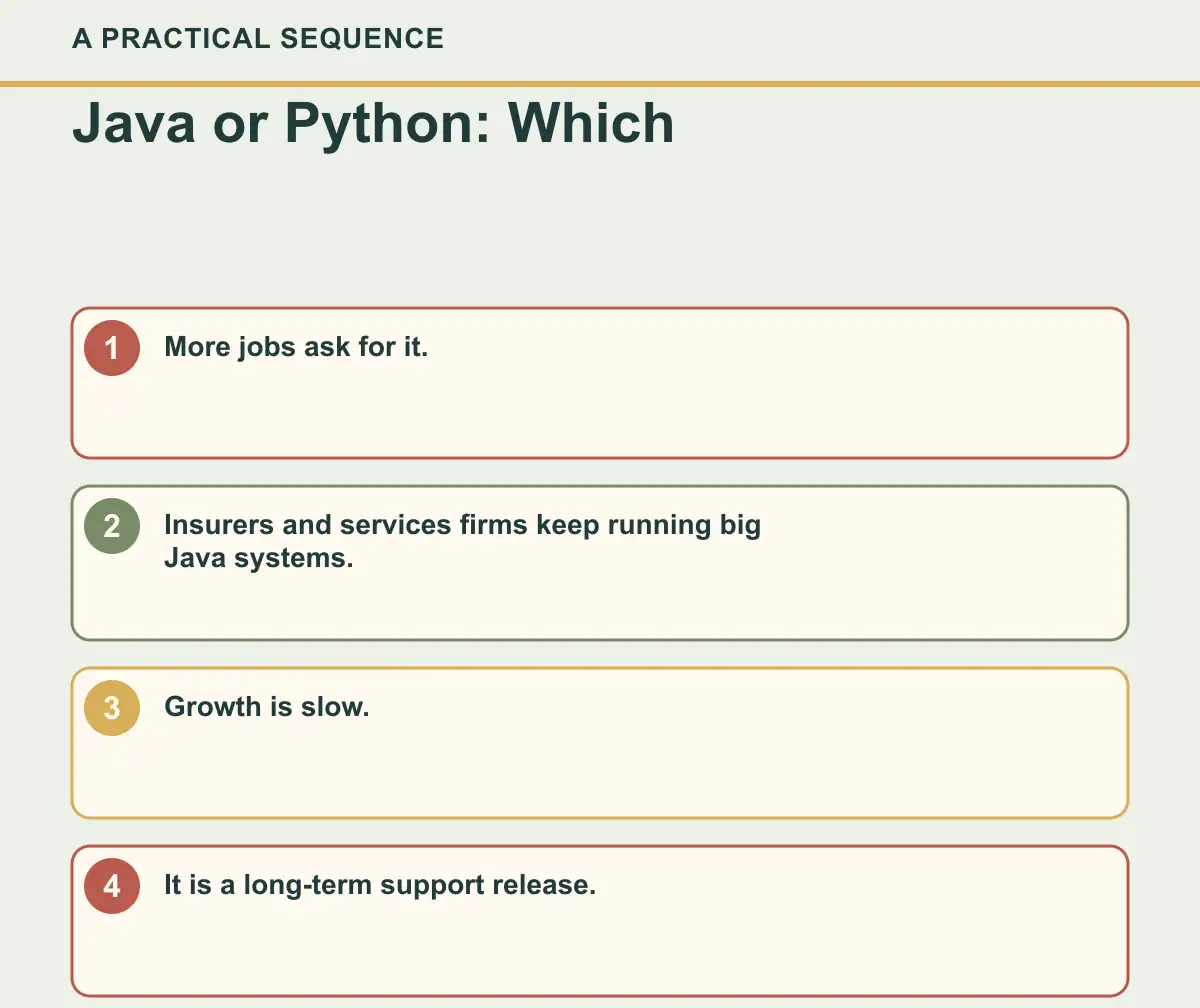 A PRACTICAL SEQUENCE
Java or Python: Which
1
More jobs ask for it.
2
Insurers and services firms keep running big
Java systems.
3
Growth is slow.
4
It is a long-term support release.